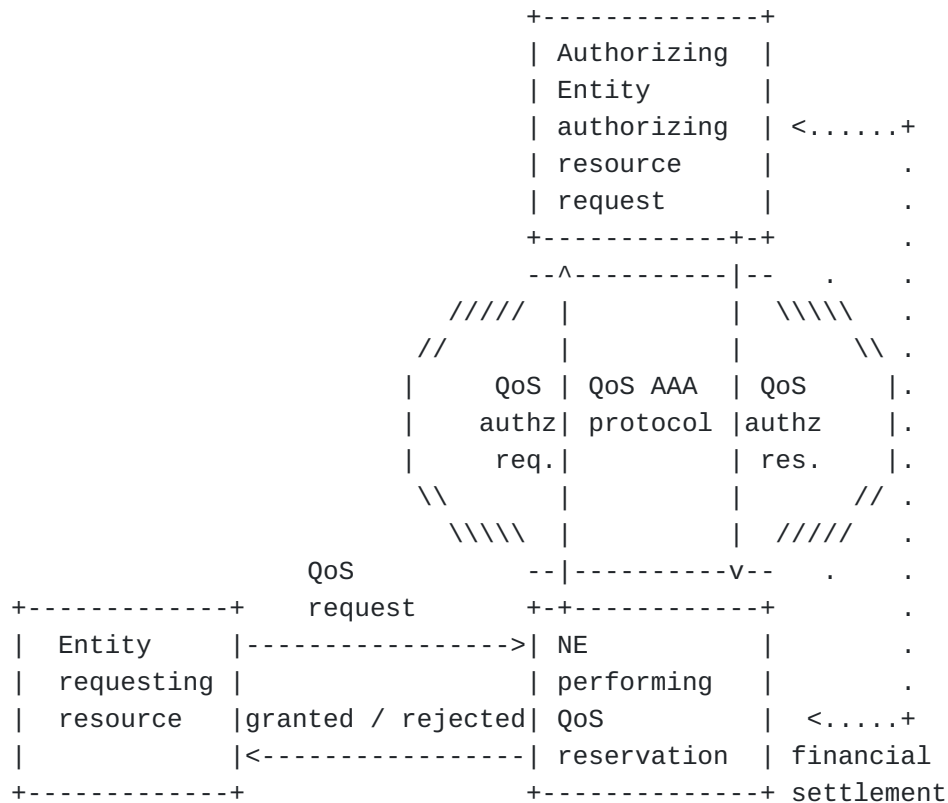 Authorizing
Entity
authorizing
resource
request
QoS QoS AAA QoS
authz protocol authz
req. res.
QoS
request
Entity NE
requesting performing
resource granted / rejected QoS
reservation financial
settlement